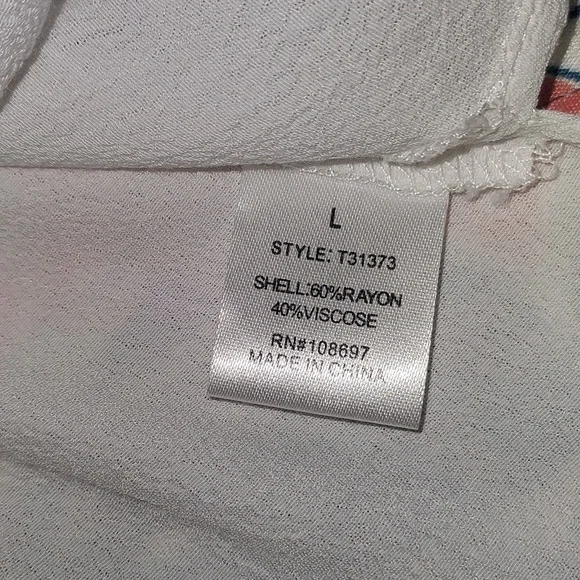 L
STYLE: T31373
SHELL:60%RAYON
40%VISCOSE
RN#108697
MADE IN CHINA